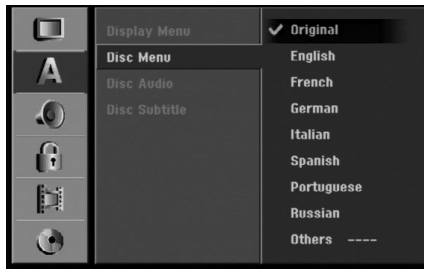 A
Display Menu
Disc Menu
Disc Audio
Disc Subtitle
Original
English
French
German
Italian
Spanish
Portuguese
Russian
Others ----